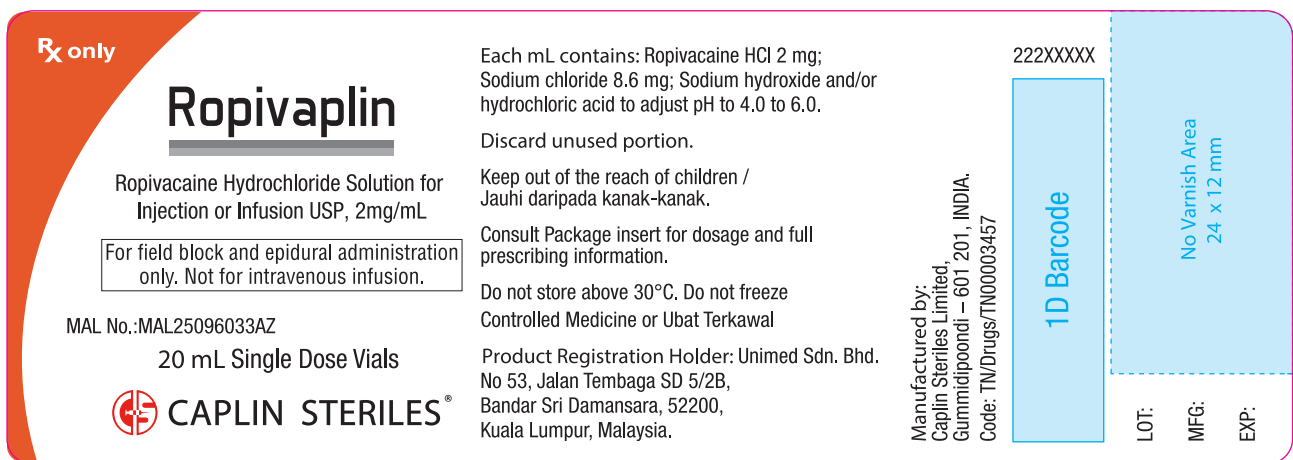 Rx only
Ropivaplin
Ropivacaine Hydrochloride Solution for
Injection or Infusion USP, 2mg/mL
For field block and epidural administration
only. Not for intravenous infusion.
MAL No.:MAL25096033AZ
20 mL Single Dose Vials
CAPLIN STERILES®
Each mL contains: Ropivacaine HCl 2 mg;
Sodium chloride 8.6 mg; Sodium hydroxide and/or
hydrochloric acid to adjust pH to 4.0 to 6.0.
Discard unused portion.
Keep out of the reach of children /
Jauhi daripada kanak-kanak.
Consult Package insert for dosage and full
prescribing information.
Do not store above 30°C. Do not freeze
Controlled Medicine or Ubat Terkawal
Product Registration Holder: Unimed Sdn. Bhd.
No 53, Jalan Tembaga SD 5/2B,
Bandar Sri Damansara, 52200,
Kuala Lumpur, Malaysia.
Manufactured by:
Caplin Steriles Limited,
Gummidipoondi – 601 201, INDIA.
Code: TN/Drugs/TN00003457
222XXXXX
1D Barcode
No Varnish Area
24 x 12 mm
LOT:
MFG:
EXP: